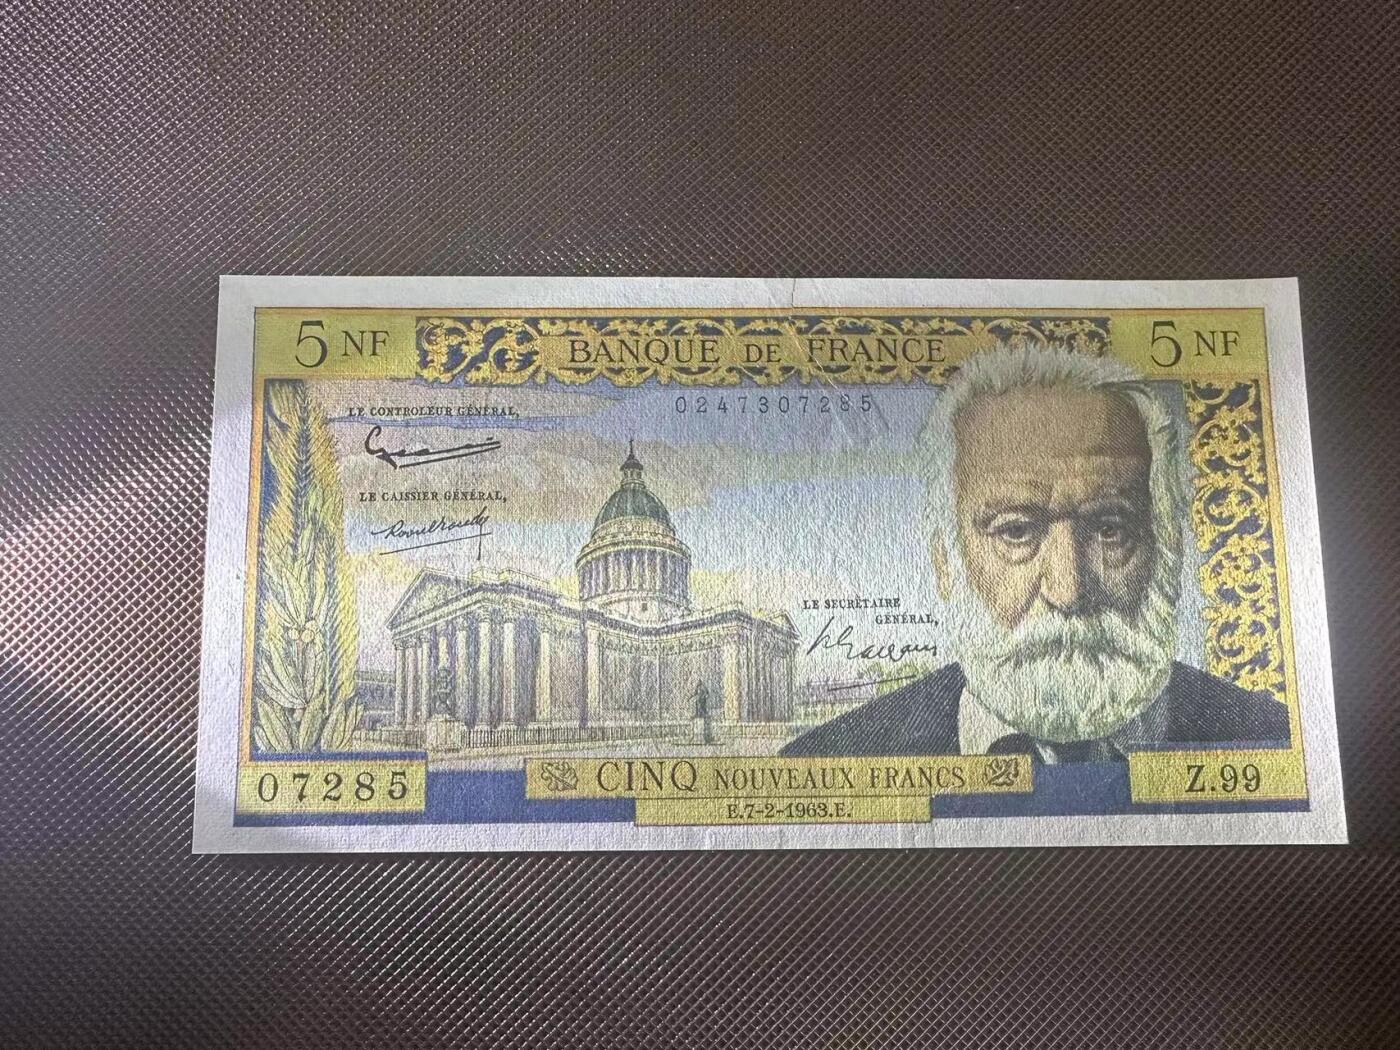 5 NF
BANQUE DE FRANCE
5 NF
0247307285
LE CONTROLEUR GÉNÉRAL,
LE CAISSIER GÉNÉRAL,
LE SECRÉTAIRE
GÉNÉRAL,
07285
CINQ NOUVEAUX FRANCS
Z.99
E.7-2-1963.E.